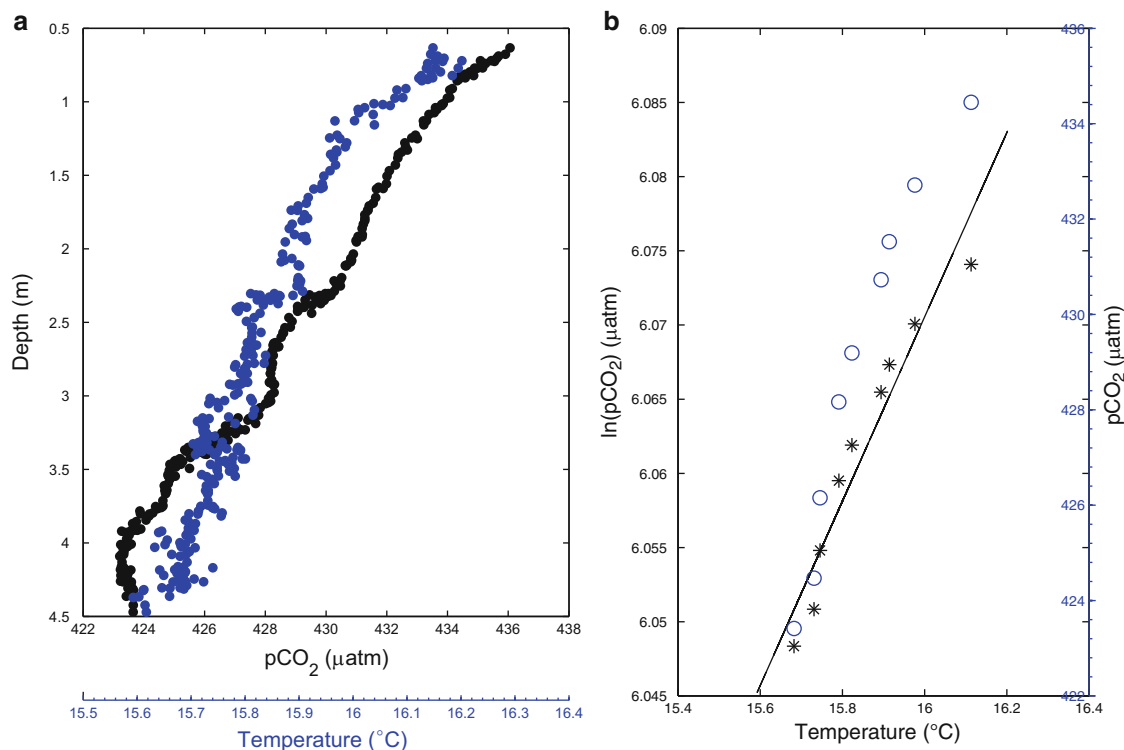 a
0.5
1
1.5
2
2.5
3
3.5
4
4.5
Depth (m)
422 424 426 428 430 432 434 436 438
pCO2 (µatm)
15.5 15.6 15.7 15.8 15.9 16 16.1 16.2 16.3 16.4
Temperature (°C)
b
6.09
6.085
6.08
6.075
6.07
6.065
6.06
6.055
6.05
6.045
ln(pCO2) (µatm)
15.4 15.6 15.8 16 16.2 16.4
Temperature (°C)
436
434
432
430
428
426
424
422
pCO2 (µatm)